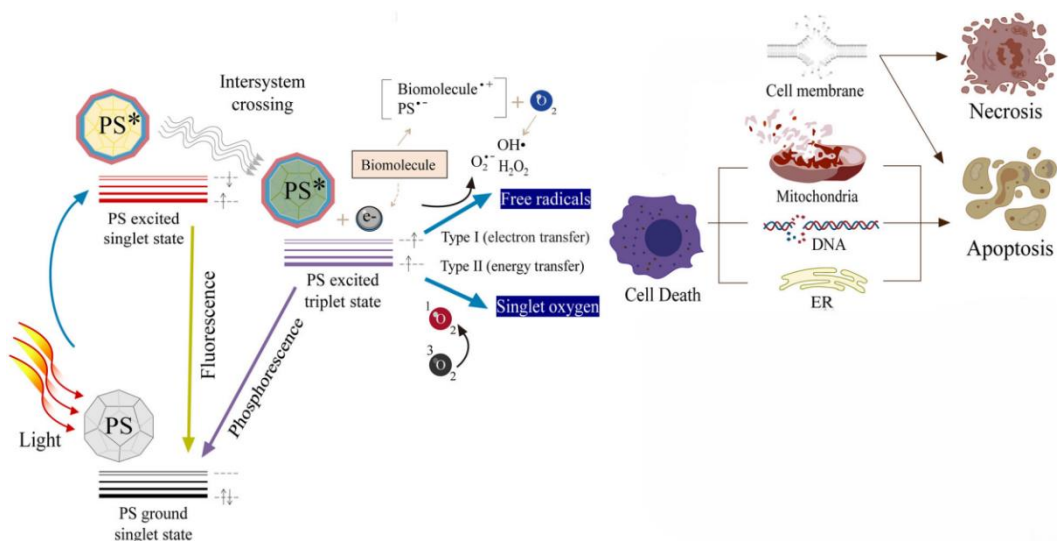 Intersystem
crossing
PS*
PS excited
singlet state
PS*
PS excited
triplet state
Biomolecule•+
PS•−
+ O2
OH•
H2O2
O2•−
Biomolecule
+ e-
Free radicals
Type I (electron transfer)
Type II (energy transfer)
Singlet oxygen
1O2
3O2
Fluorescence
Phosphorescence
Light
PS
PS ground
singlet state
Cell Death
Cell membrane
Mitochondria
DNA
ER
Necrosis
Apoptosis